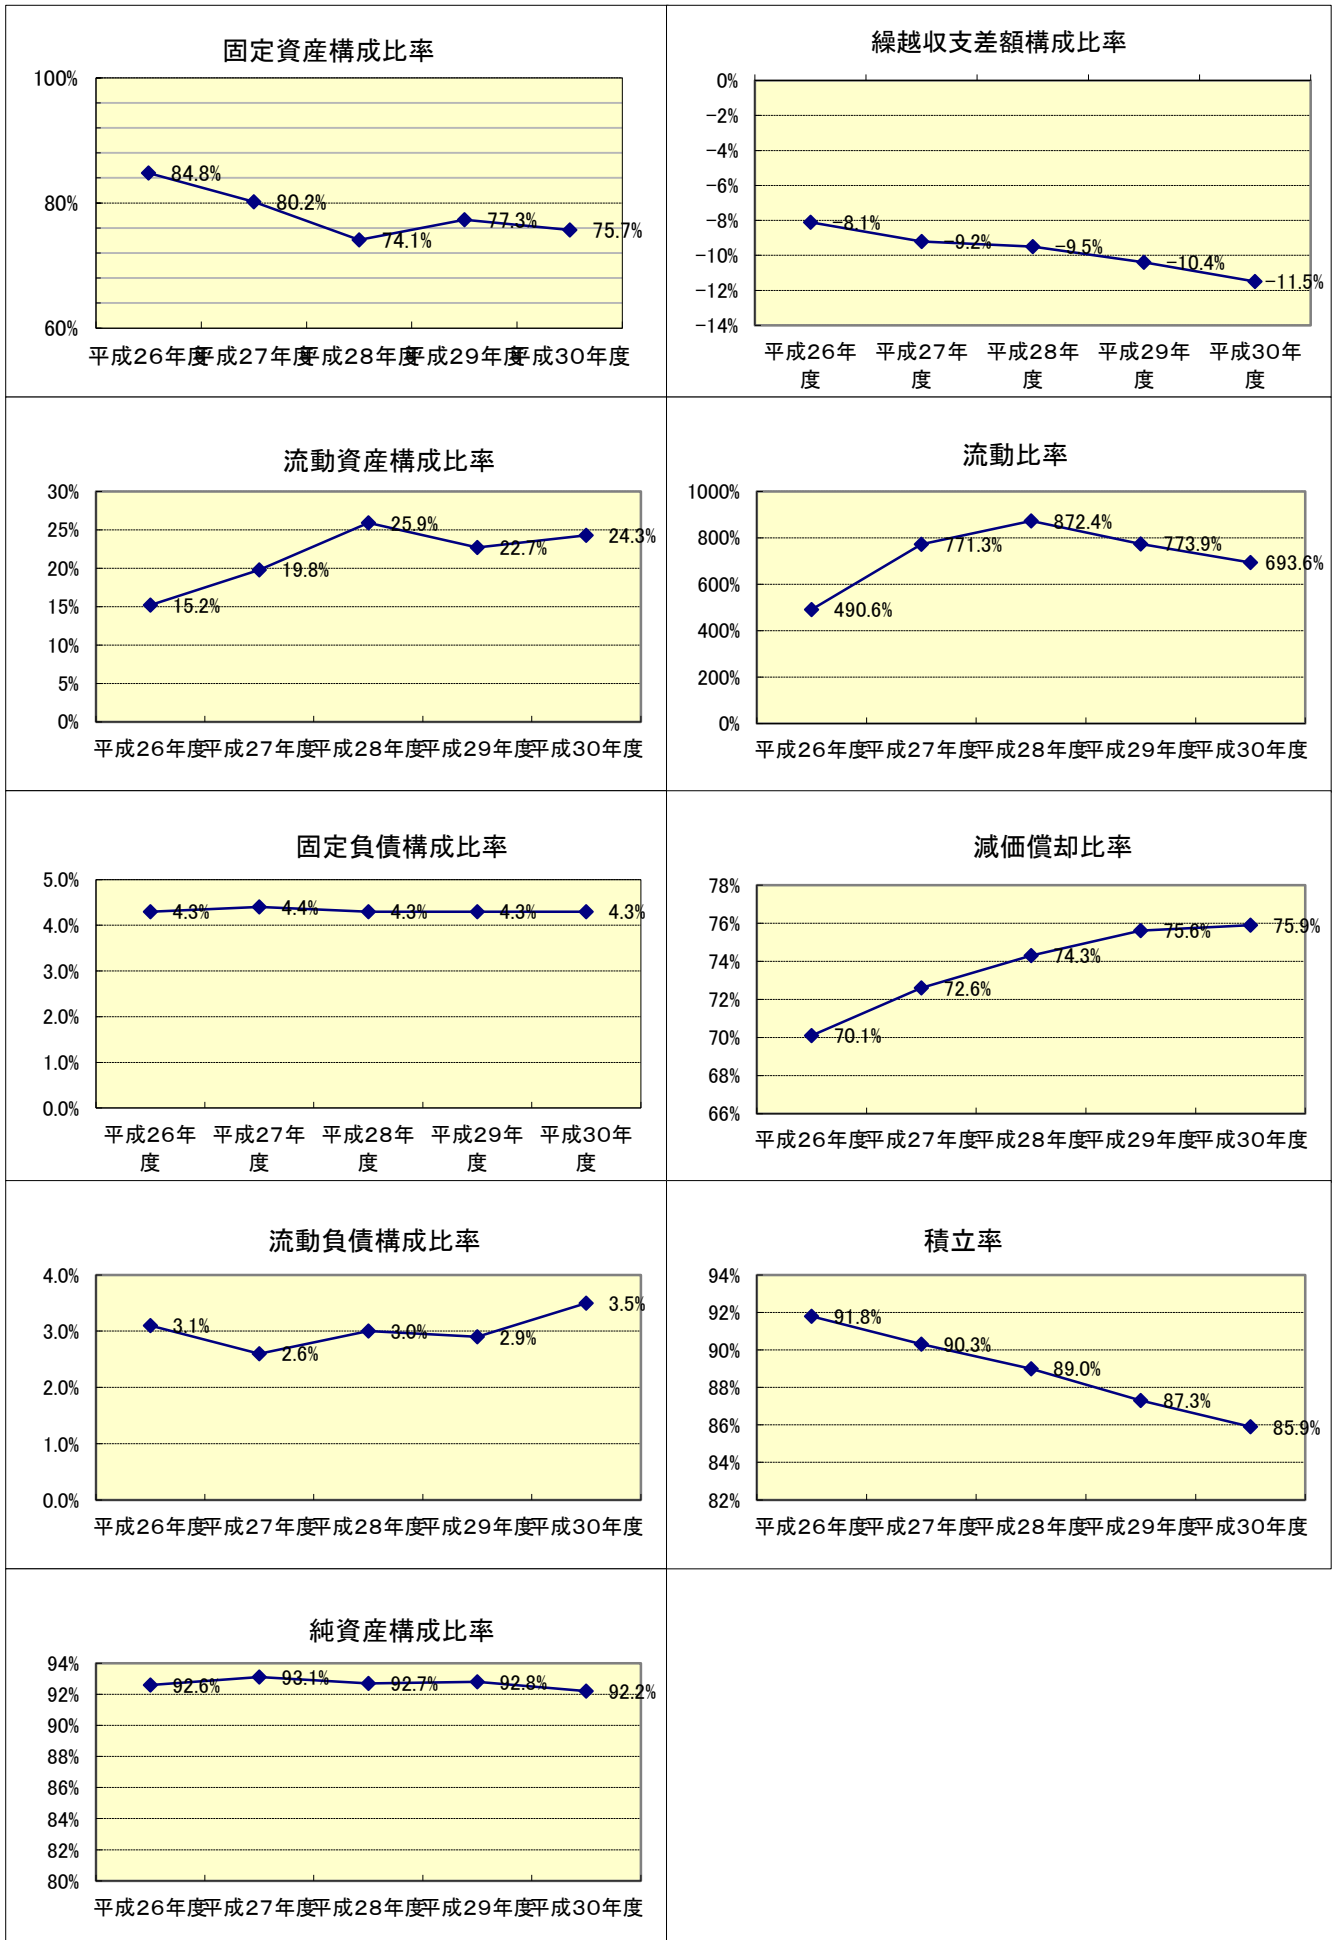 固定資産構成比率
100%
80%
60%
84.8%
80.2%
74.1%
77.3%
75.7%
平成26年度
平成27年度
平成28年度
平成29年度
平成30年度
繰越収支差額構成比率
0%
-2%
-4%
-6%
-8%
-10%
-12%
-14%
-8.1%
-9.2%
-9.5%
-10.4%
-11.5%
平成26年
度
平成27年
度
平成28年
度
平成29年
度
平成30年
度
流動資産構成比率
30%
25%
20%
15%
10%
5%
0%
15.2%
19.8%
25.9%
22.7%
24.3%
平成26年度
平成27年度
平成28年度
平成29年度
平成30年度
流動比率
1000%
800%
600%
400%
200%
0%
490.6%
771.3%
872.4%
773.9%
693.6%
平成26年度
平成27年度
平成28年度
平成29年度
平成30年度
固定負債構成比率
5.0%
4.0%
3.0%
2.0%
1.0%
0.0%
4.3%
4.4%
4.3%
4.3%
4.3%
平成26年
度
平成27年
度
平成28年
度
平成29年
度
平成30年
度
減価償却比率
78%
76%
74%
72%
70%
68%
66%
70.1%
72.6%
74.3%
75.6%
75.9%
平成26年度
平成27年度
平成28年度
平成29年度
平成30年度
流動負債構成比率
4.0%
3.0%
2.0%
1.0%
0.0%
3.1%
2.6%
3.0%
2.9%
3.5%
平成26年度
平成27年度
平成28年度
平成29年度
平成30年度
積立率
94%
92%
90%
88%
86%
84%
82%
91.8%
90.3%
89.0%
87.3%
85.9%
平成26年度
平成27年度
平成28年度
平成29年度
平成30年度
純資産構成比率
94%
92%
90%
88%
86%
84%
82%
80%
92.6%
93.1%
92.7%
92.8%
92.2%
平成26年度
平成27年度
平成28年度
平成29年度
平成30年度